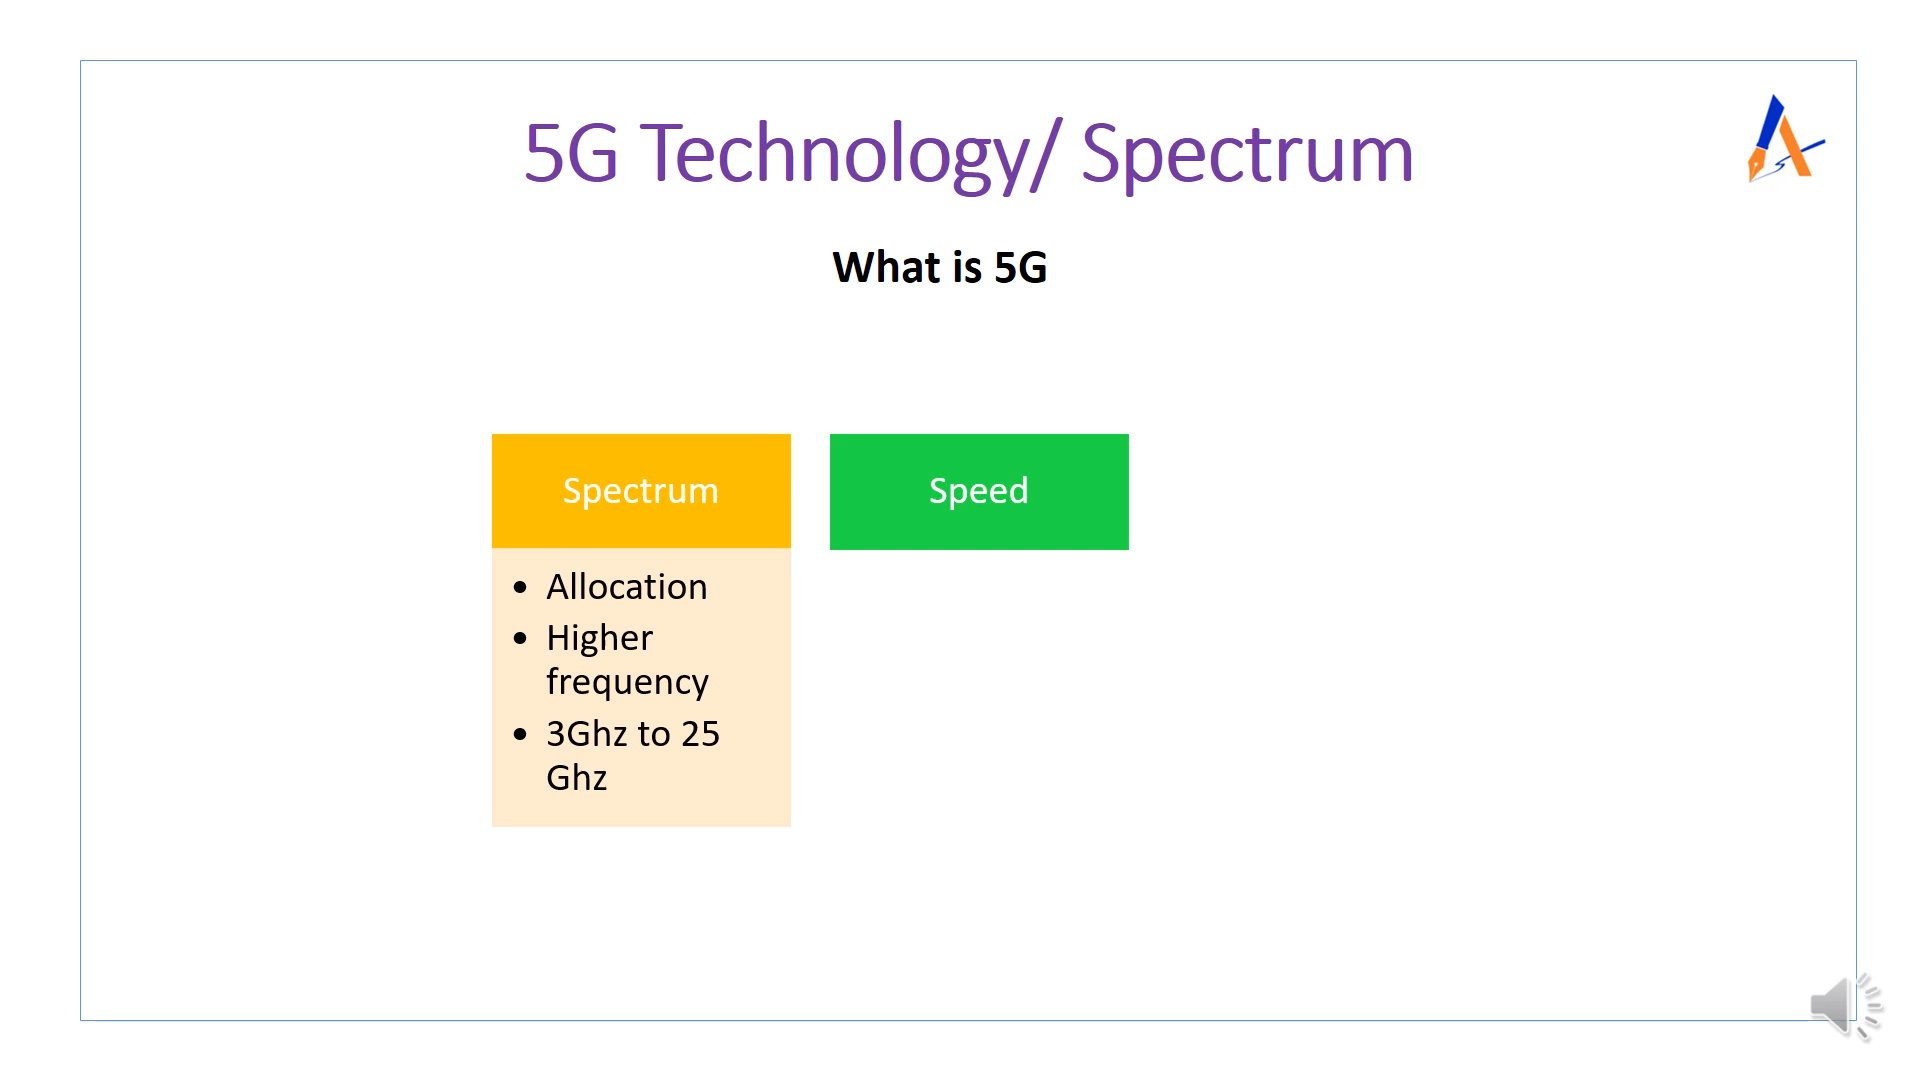 5G Technology/ Spectrum
What is 5G
Spectrum
• Allocation
• Higher
frequency
• 3Ghz to 25
Ghz
Speed